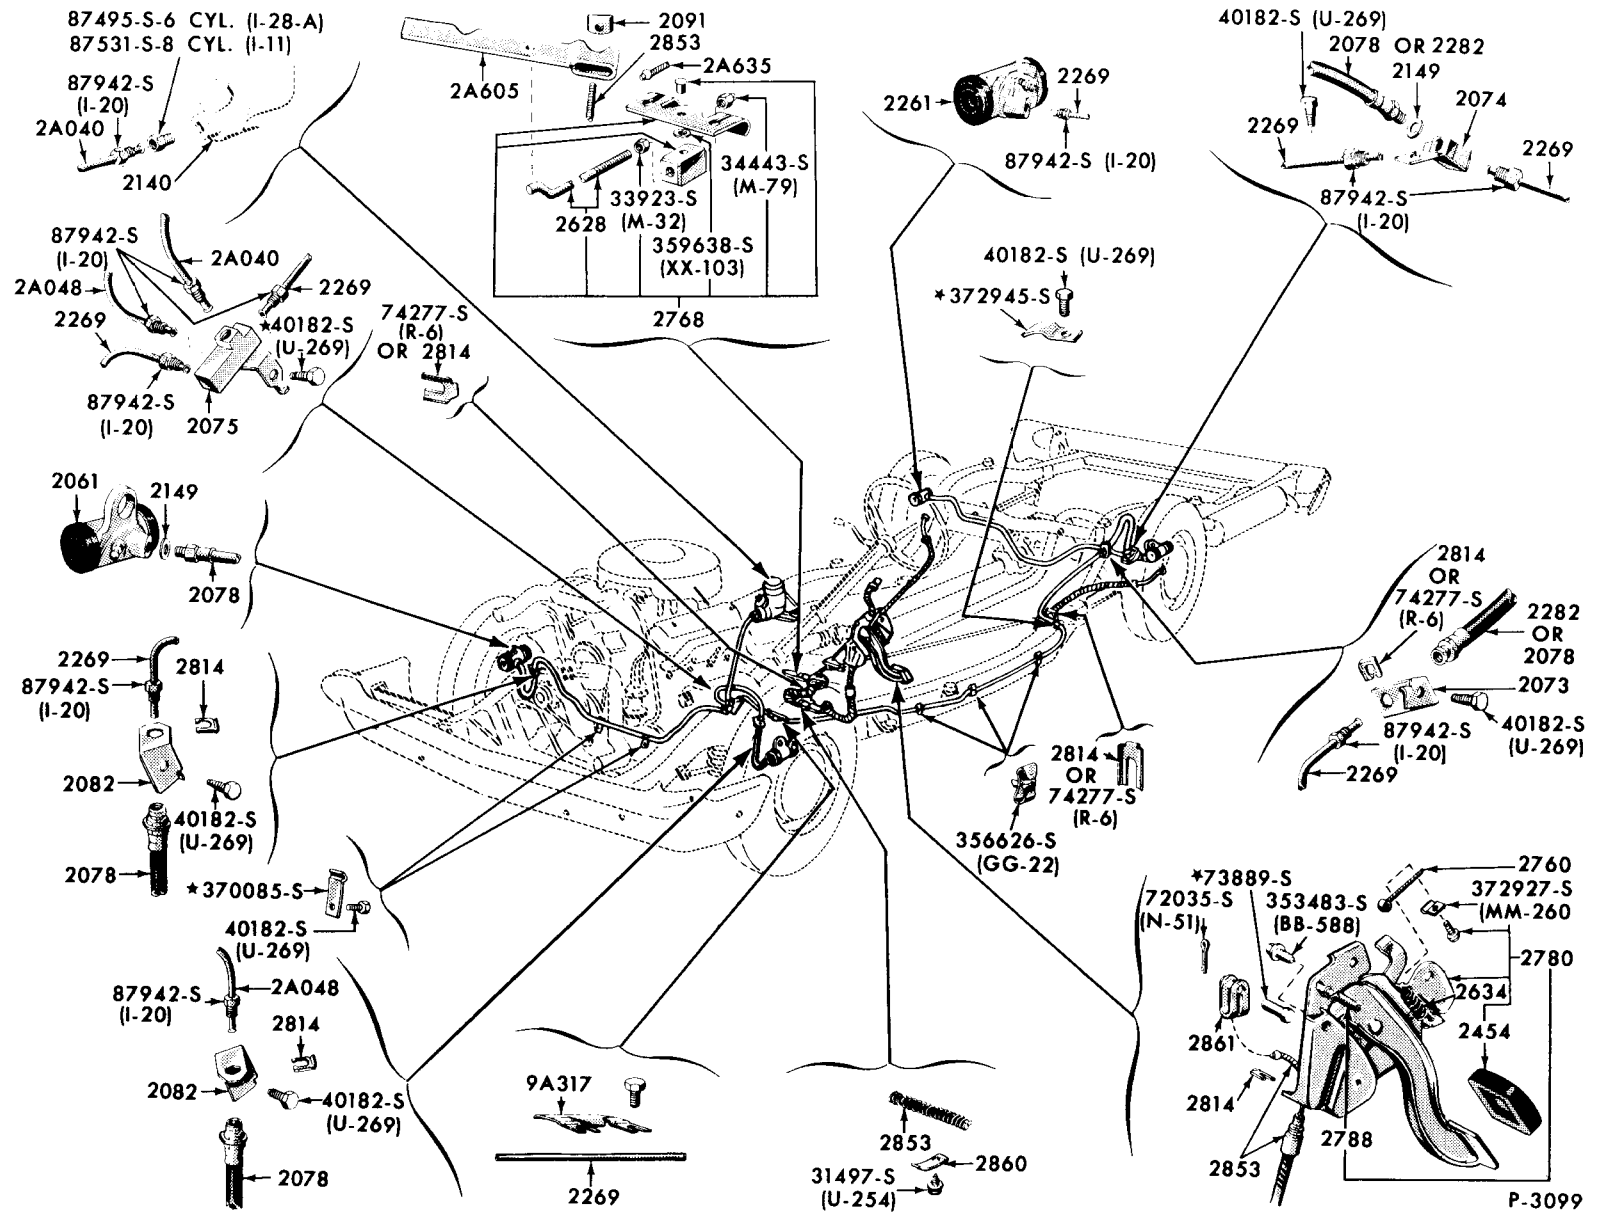 87495-S-6 CYL. (I-28-A)
87531-S-8 CYL. (I-11)
87942-S
(I-20)
2A040
2140
2091
2853
2A635
2A605
34443-S
(M-79)
33923-S
(M-32)
2628
359638-S
(XX-103)
2768
2261
2269
87942-S (I-20)
40182-S (U-269)
2078 OR 2282
2149
2074
2269
2269
87942-S
(I-20)
87942-S
(I-20)
2A040
2A048
2269
2269
★40182-S
(U-269)
87942-S
(I-20)
2075
74277-S
(R-6)
OR 2814
40182-S (U-269)
★372945-S
2061
2149
2078
2814
OR
74277-S
(R-6)
2282
OR
2078
2073
87942-S
(I-20)
40182-S
(U-269)
2269
2269
2814
87942-S
(I-20)
2082
40182-S
(U-269)
2078
★370085-S
40182-S
(U-269)
2814
OR
74277-S
(R-6)
356626-S
(GG-22)
87942-S
(I-20)
2A048
2814
2082
40182-S
(U-269)
2078
9A317
2269
2853
2860
31497-S
(U-254)
★73889-S
72035-S
(N-51)
353483-S
(BB-588)
2760
372927-S
(MM-260
2780
2634
2454
2861
2814
2788
2853
P-3099